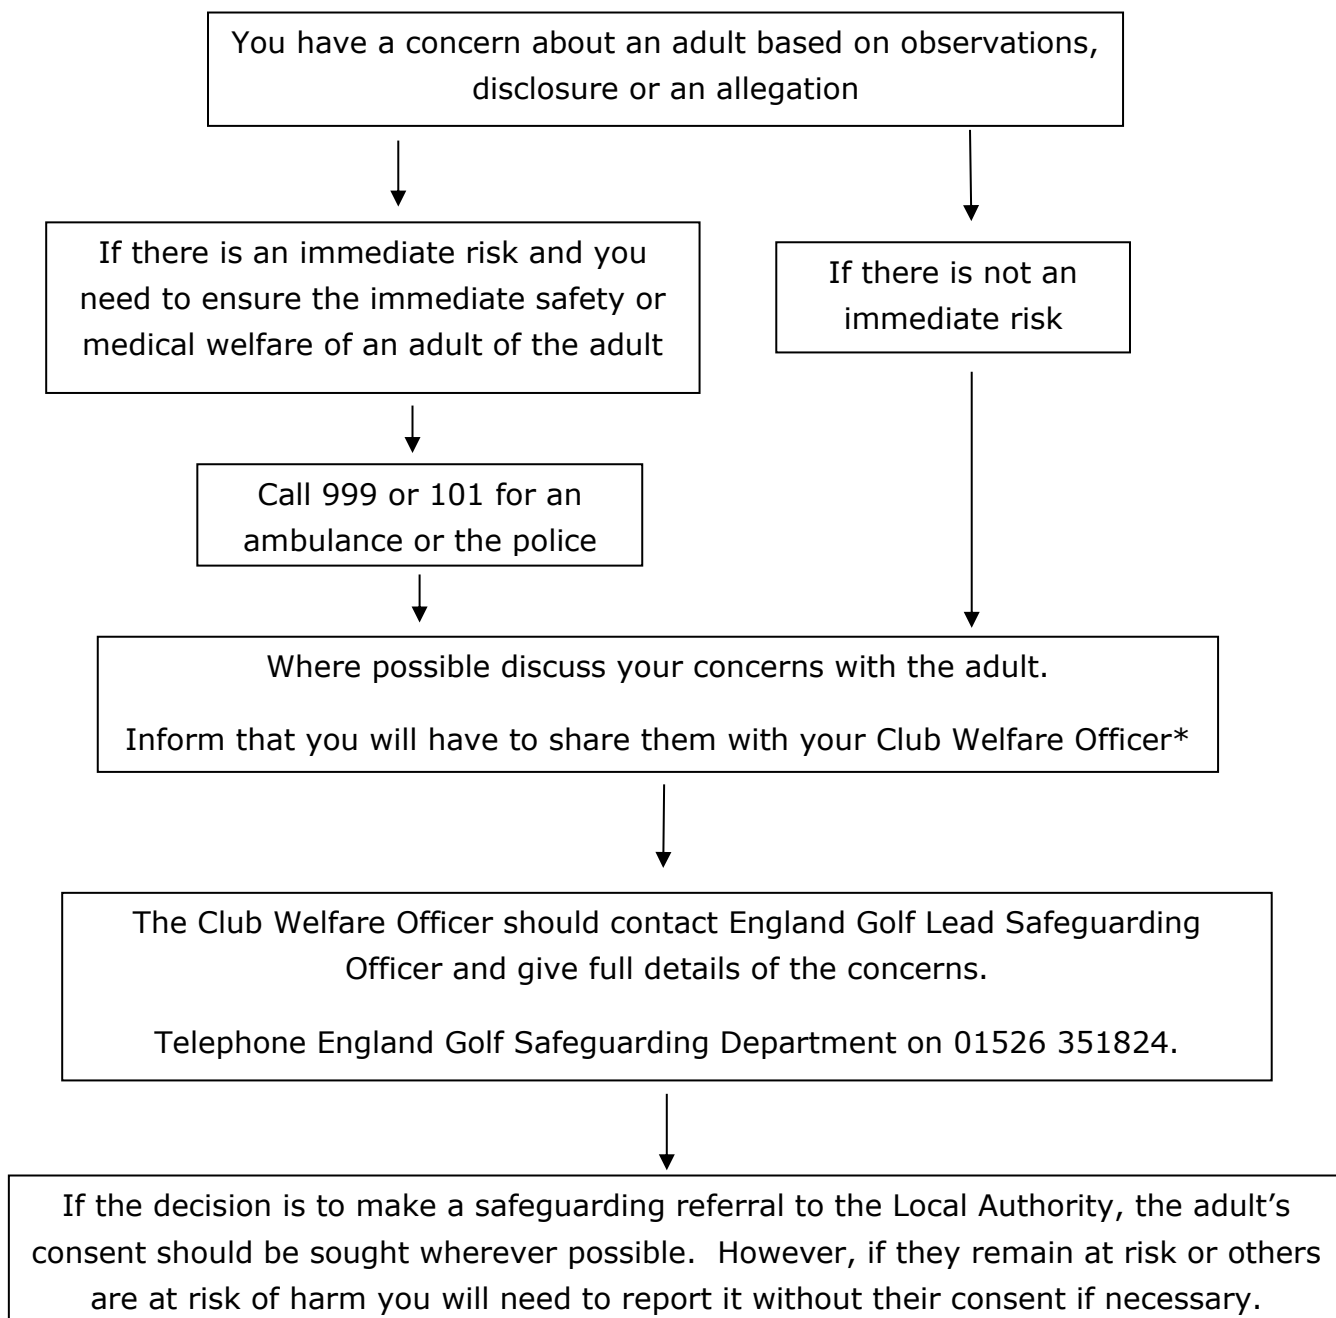 You have a concern about an adult based on observations,
disclosure or an allegation
If there is an immediate risk and you
need to ensure the immediate safety or
medical welfare of an adult of the adult
If there is not an
immediate risk
Call 999 or 101 for an
ambulance or the police
Where possible discuss your concerns with the adult.
Inform that you will have to share them with your Club Welfare Officer*
The Club Welfare Officer should contact England Golf Lead Safeguarding
Officer and give full details of the concerns.
Telephone England Golf Safeguarding Department on 01526 351824.
If the decision is to make a safeguarding referral to the Local Authority, the adult’s
consent should be sought wherever possible.  However, if they remain at risk or others
are at risk of harm you will need to report it without their consent if necessary.